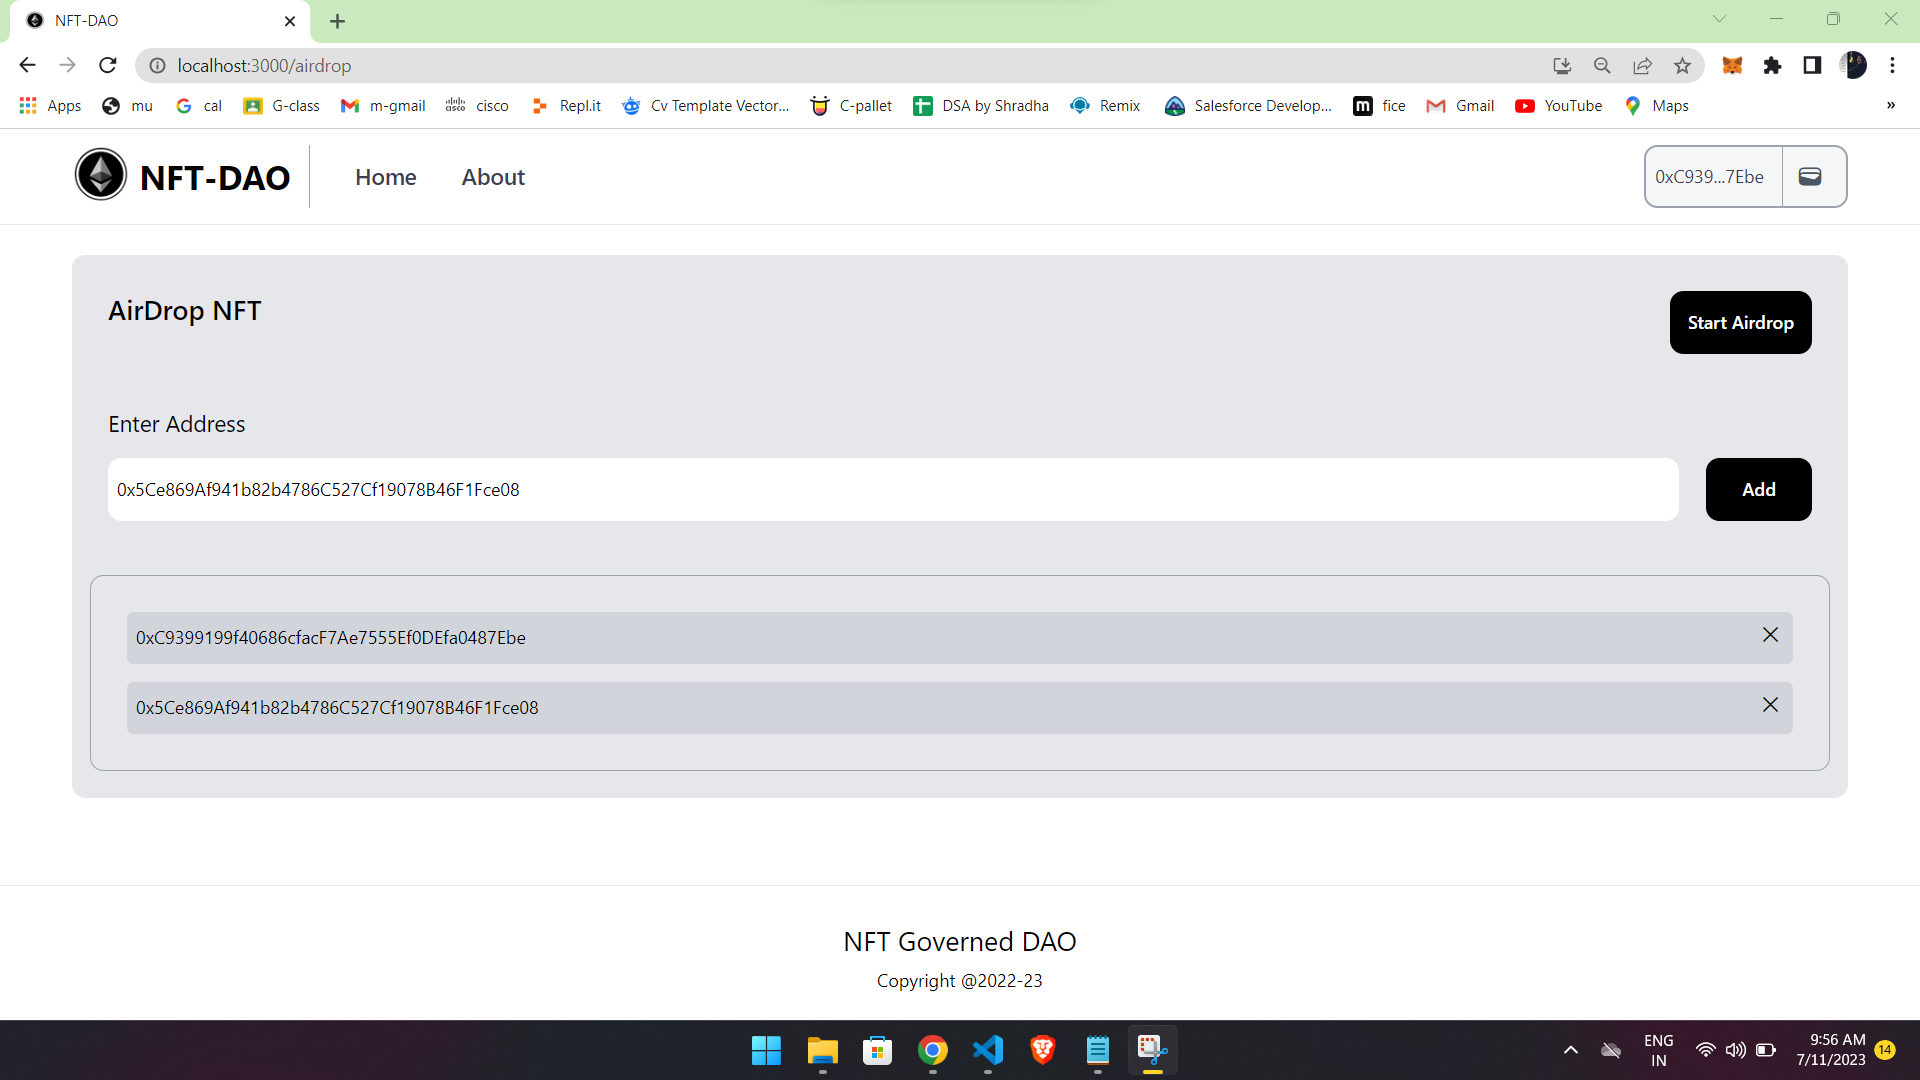 NFT-DAO
localhost:3000/airdrop
Apps mu cal G-class m-gmail cisco Repl.it Cv Template Vector... C-pallet DSA by Shradha Remix Salesforce Develop... fice Gmail YouTube Maps »
NFT-DAO Home About 0xC939...7Ebe
AirDrop NFT
Start Airdrop
Enter Address
0x5Ce869Af941b82b4786C527Cf19078B46F1Fce08
Add
0xC9399199f40686cfacF7Ae7555Ef0DEfa0487Ebe
0x5Ce869Af941b82b4786C527Cf19078B46F1Fce08
NFT Governed DAO
Copyright @2022-23
ENG
IN
9:56 AM
7/11/2023
14